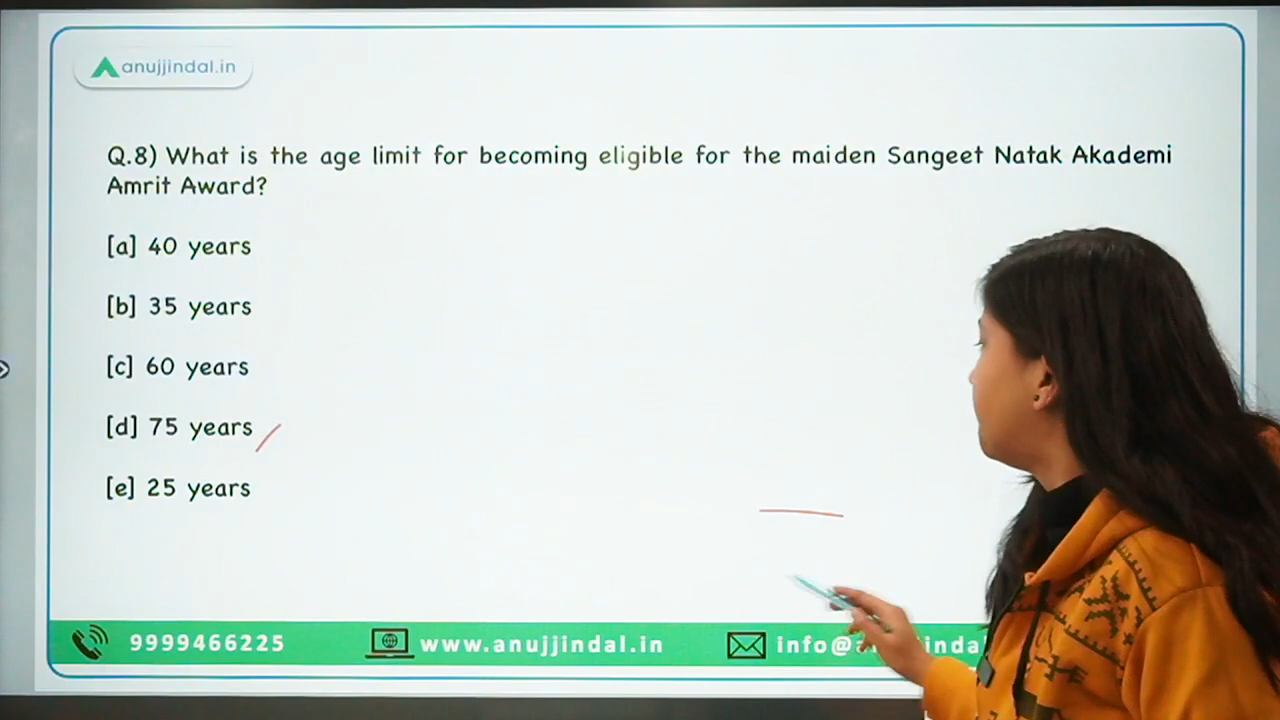 anujjindal.in
Q.8) What is the age limit for becoming eligible for the maiden Sangeet Natak Akademi
Amrit Award?
[a] 40 years
[b] 35 years
[c] 60 years
[d] 75 years
[e] 25 years
9999466225 www.anujjindal.in